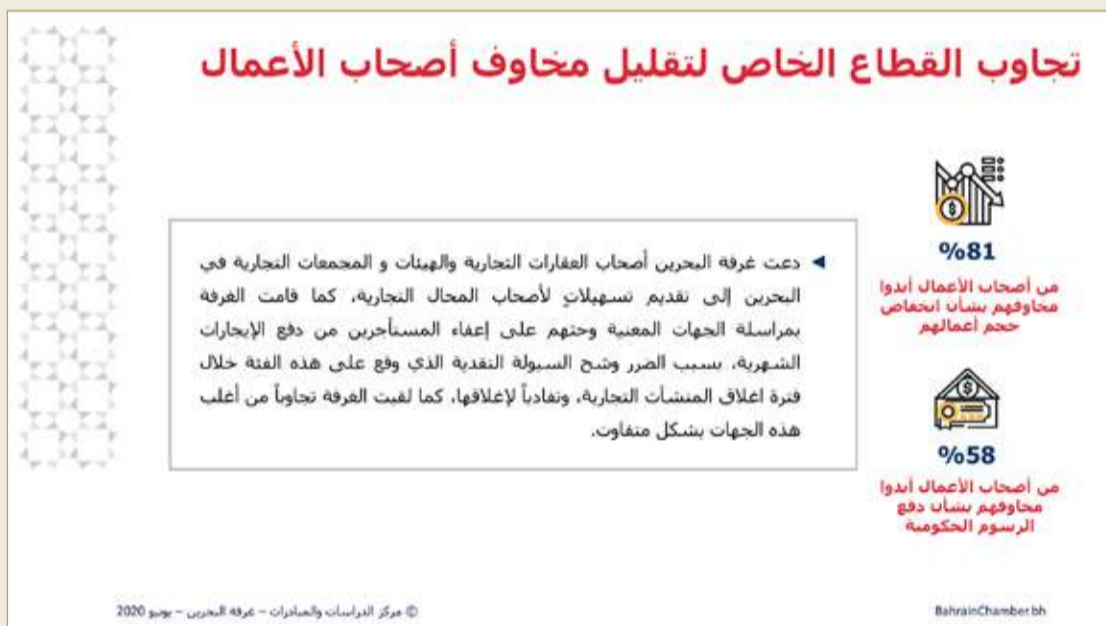 تجاوب القطاع الخاص لتقليل مخاوف أصحاب الأعمال
%81
من أصحاب الأعمال أبدوا
مخاوفهم بشأن انخفاض
حجم أعمالهم
%58
من أصحاب الأعمال أبدوا
مخاوفهم بشأن دفع
الرسوم الحكومية
◄ دعت غرفة البحرين أصحاب العقارات التجارية والهيئات و المجمعات التجارية في
البحرين إلى تقديم تسهيلاتٍ لأصحاب المحال التجارية، كما قامت الغرفة
بمراسلة الجهات المعنية وحثهم على إعفاء المستأجرين من دفع الإيجارات
الشهرية، بسبب الضرر وشح السيولة النقدية الذي وقع على هذه الفئة خلال
فترة اغلاق المنشآت التجارية، وتفادياً لإغلاقها، كما لقيت الغرفة تجاوباً من أغلب
هذه الجهات بشكل متفاوت.
BahrainChamber.bh
© مركز الدراسات والمبادرات – غرفة البحرين – يونيو 2020